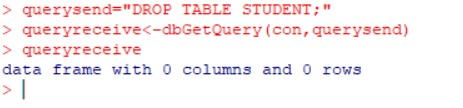 > querysend="DROP TABLE STUDENT;"
> queryreceive<-dbGetQuery(con,querysend)
> queryreceive
data frame with 0 columns and 0 rows
>